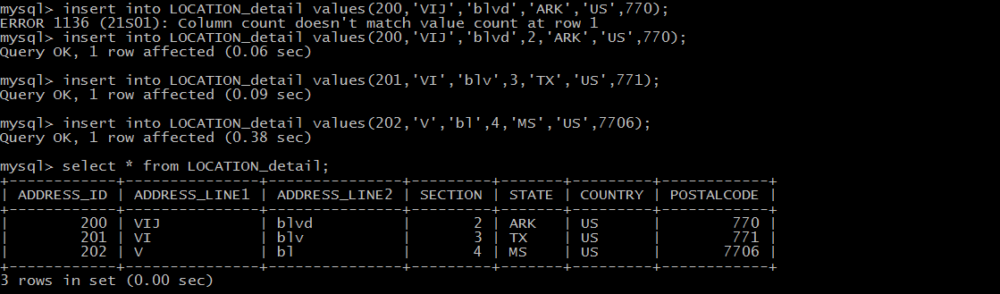 mysql> insert into LOCATION_detail values(200,'VIJ','blvd','ARK','US',770);
ERROR 1136 (21S01): Column count doesn't match value count at row 1
mysql> insert into LOCATION_detail values(200,'VIJ','blvd',2,'ARK','US',770);
Query OK, 1 row affected (0.06 sec)
mysql> insert into LOCATION_detail values(201,'VI','blv',3,'TX','US',771);
Query OK, 1 row affected (0.09 sec)
mysql> insert into LOCATION_detail values(202,'V','bl',4,'MS','US',7706);
Query OK, 1 row affected (0.38 sec)
mysql> select * from LOCATION_detail;
+------------+---------------+---------------+---------+-------+---------+------------+
| ADDRESS_ID | ADDRESS_LINE1 | ADDRESS_LINE2 | SECTION | STATE | COUNTRY | POSTALCODE |
+------------+---------------+---------------+---------+-------+---------+------------+
|        200 | VIJ           | blvd          |       2 | ARK   | US      |        770 |
|        201 | VI            | blv           |       3 | TX    | US      |        771 |
|        202 | V             | bl            |       4 | MS    | US      |       7706 |
+------------+---------------+---------------+---------+-------+---------+------------+
3 rows in set (0.00 sec)